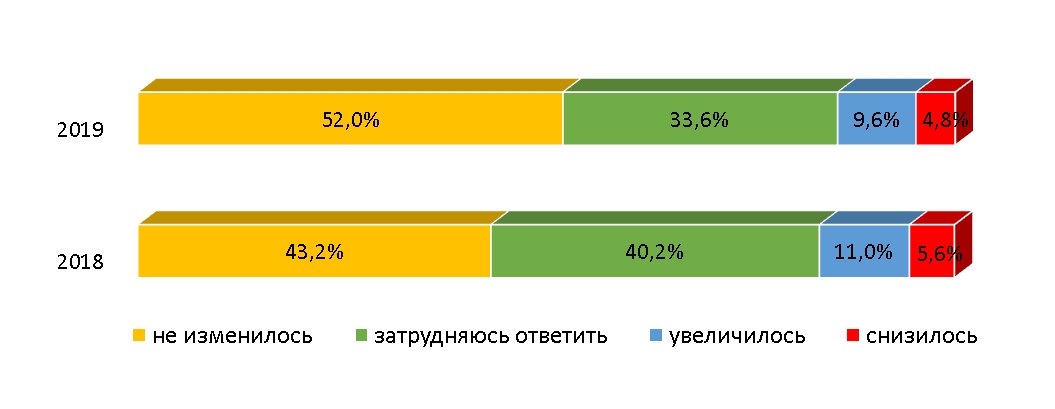 2019 52,0% 33,6% 9,6% 4,8%
2018 43,2% 40,2% 11,0% 5,6%
не изменилось затрудняюсь ответить увеличилось снизилось